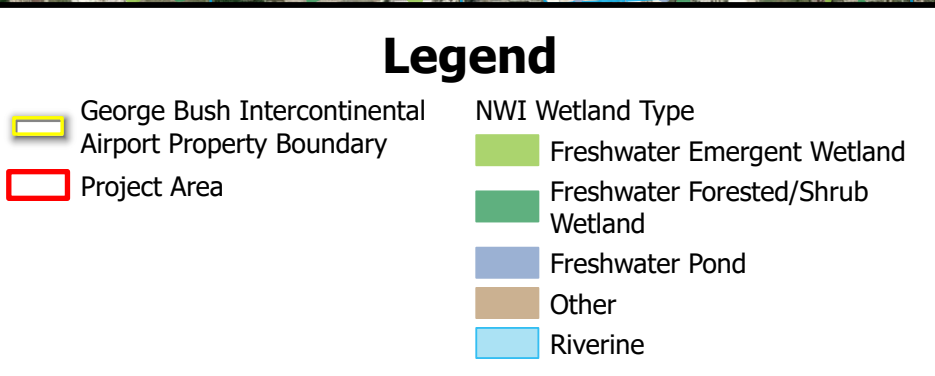 Legend
George Bush Intercontinental
Airport Property Boundary
Project Area
NWI Wetland Type
Freshwater Emergent Wetland
Freshwater Forested/Shrub
Wetland
Freshwater Pond
Other
Riverine